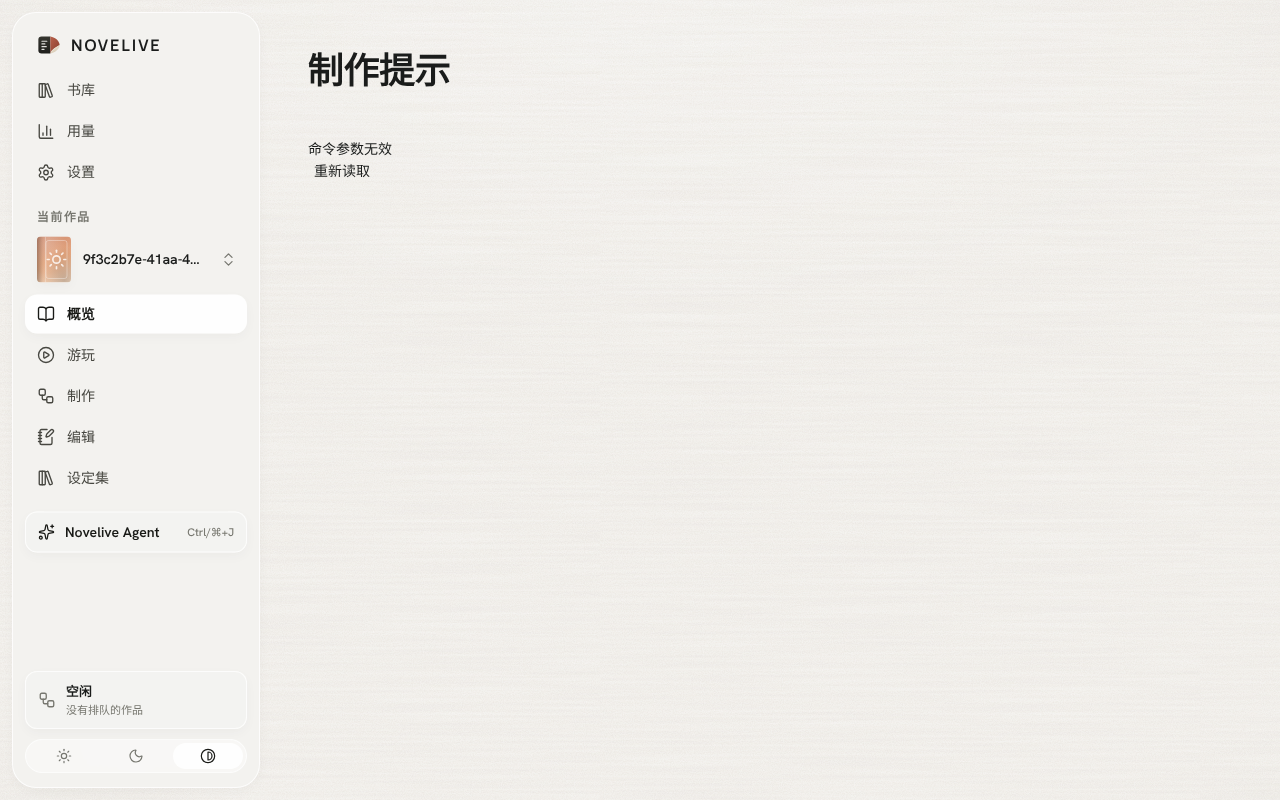 NOVELIVE
书库
用量
设置
当前作品
9f3c2b7e-41aa-4...
概览
游玩
制作
编辑
设定集
Novelive Agent Ctrl/⌘+J
空闲
没有排队的作品
制作提示
命令参数无效
重新读取